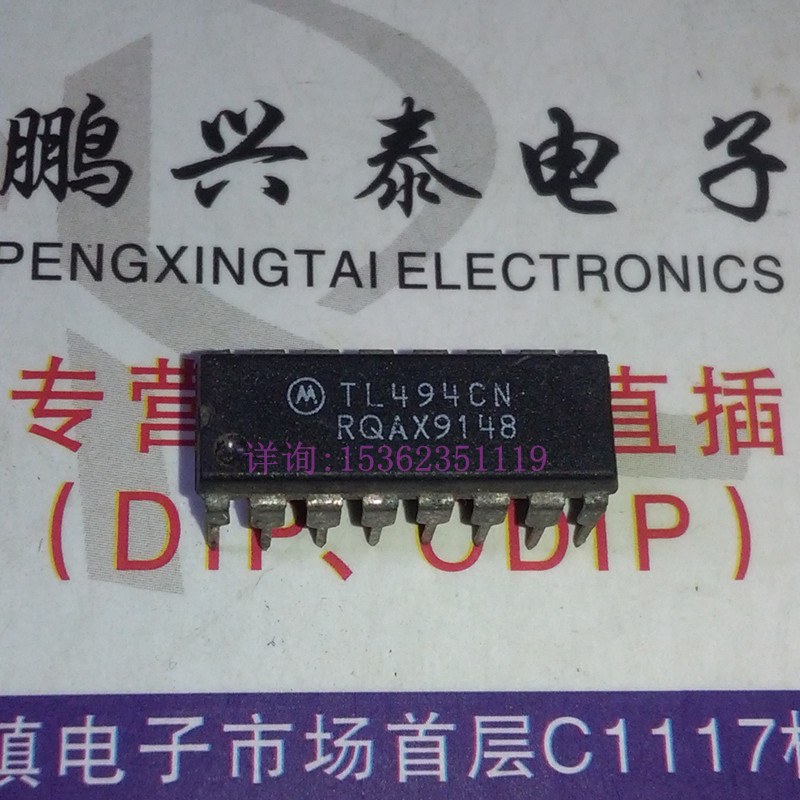 鹏兴泰电子
PENGXINGTAI ELECTRONICS
专营 直插
TL494CN
RQAX9148
详询:15362351119
(DIP、CDIP)
镇电子市场首层C1117